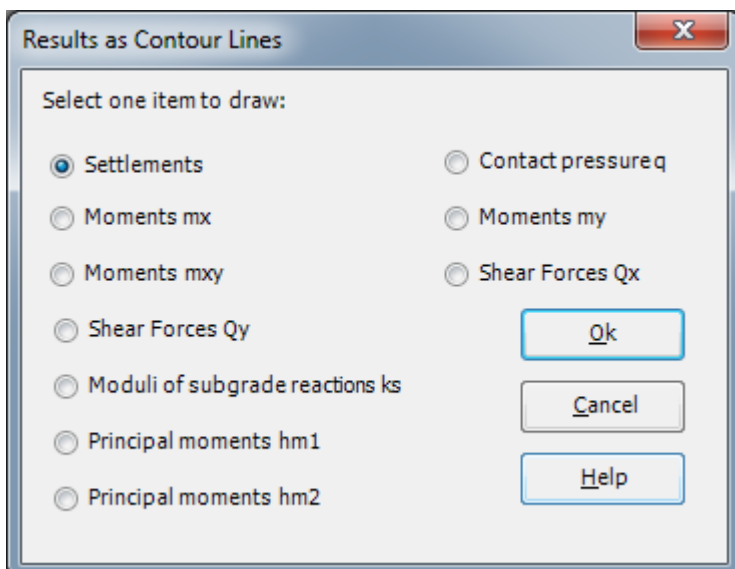 Results as Contour Lines
Select one item to draw:
Settlements
Contact pressure q
Moments mx
Moments my
Moments mxy
Shear Forces Qx
Shear Forces Qy
Ok
Moduli of subgrade reactions ks
Cancel
Principal moments hm1
Help
Principal moments hm2